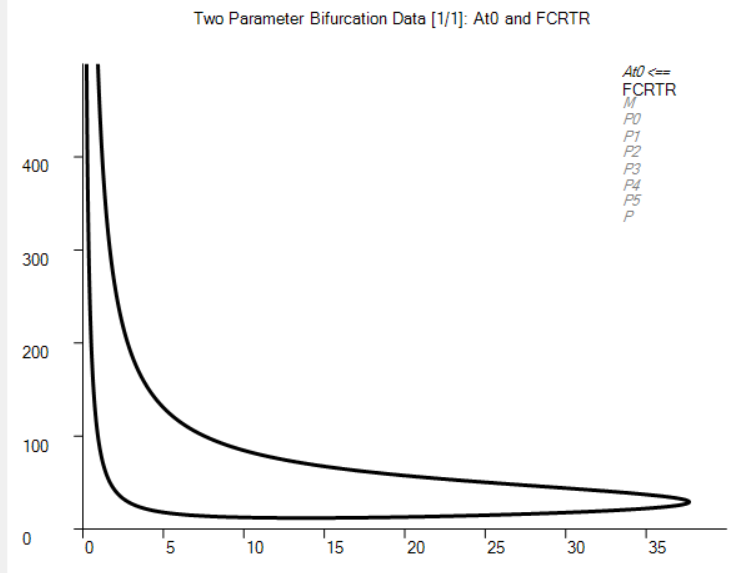 Two Parameter Bifurcation Data [1/1]: At0 and FCRTR
At0 <==
FCRTR
M
P0
P1
P2
P3
P4
P5
P
400
300
200
100
0
0 5 10 15 20 25 30 35